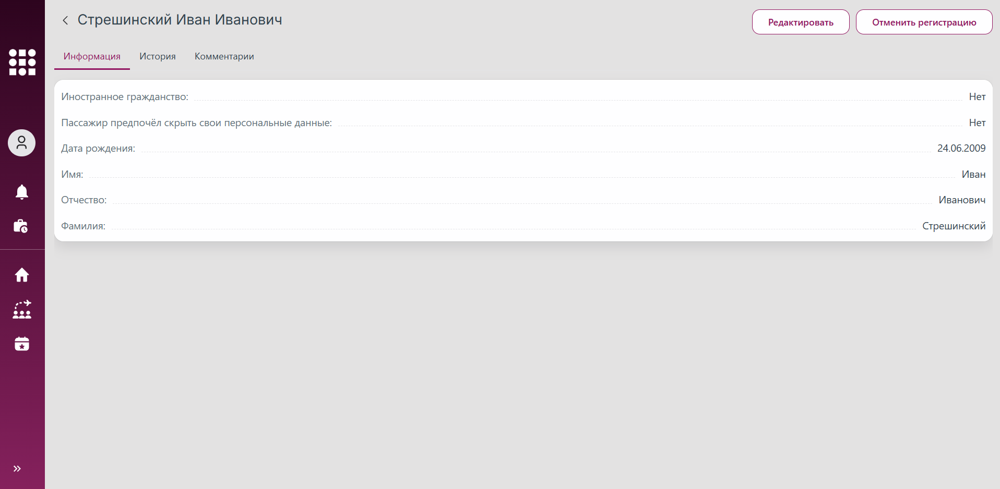 Стрешинский Иван Иванович
Редактировать
Отменить регистрацию
Информация
История
Комментарии
Иностранное гражданство: Нет
Пассажир предпочёл скрыть свои персональные данные: Нет
Дата рождения: 24.06.2009
Имя: Иван
Отчество: Иванович
Фамилия: Стрешинский